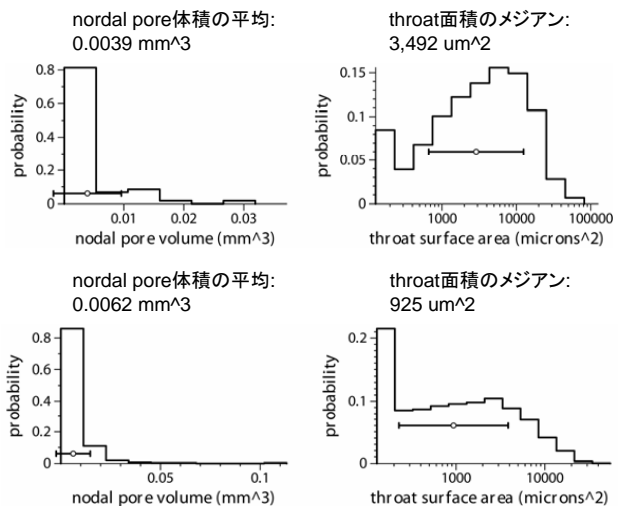 nordal pore体積の平均:
0.0039 mm^3
throat面積のメジアン:
3,492 um^2
probability
0.8
0.6
0.4
0.2
0
0.01
0.02
0.03
nodal pore volume (mm^3)
probability
0.15
0.1
0.05
0
1000
10000
100000
throat surface area (microns^2)
nordal pore体積の平均:
0.0062 mm^3
throat面積のメジアン:
925 um^2
probability
0.8
0.6
0.4
0.2
0
0.05
0.1
nodal pore volume (mm^3)
probability
0.2
0.1
0
1000
10000
throat surface area (microns^2)